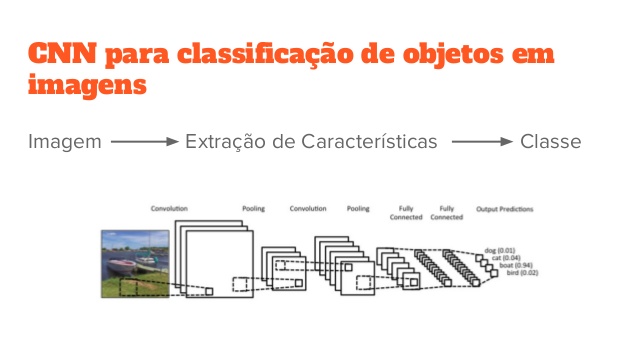 CNN para classificação de objetos em
imagens
Imagem Extração de Características Classe
Convolution Pooling Convolution Pooling Fully Connected Fully Connected Output Predictions
dog (0.01)
cat (0.04)
boat (0.94)
bird (0.02)